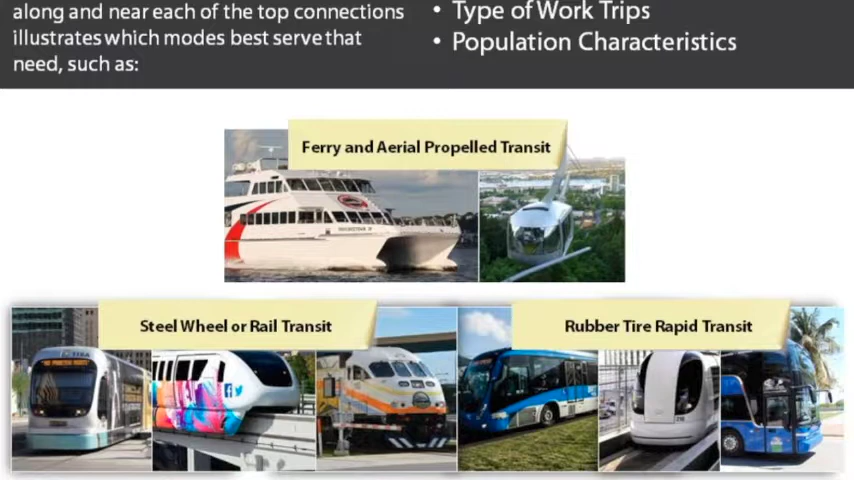 along and near each of the top connections
illustrates which modes best serve that
need, such as:
• Type of Work Trips
• Population Characteristics
Ferry and Aerial Propelled Transit
Steel Wheel or Rail Transit
Rubber Tire Rapid Transit